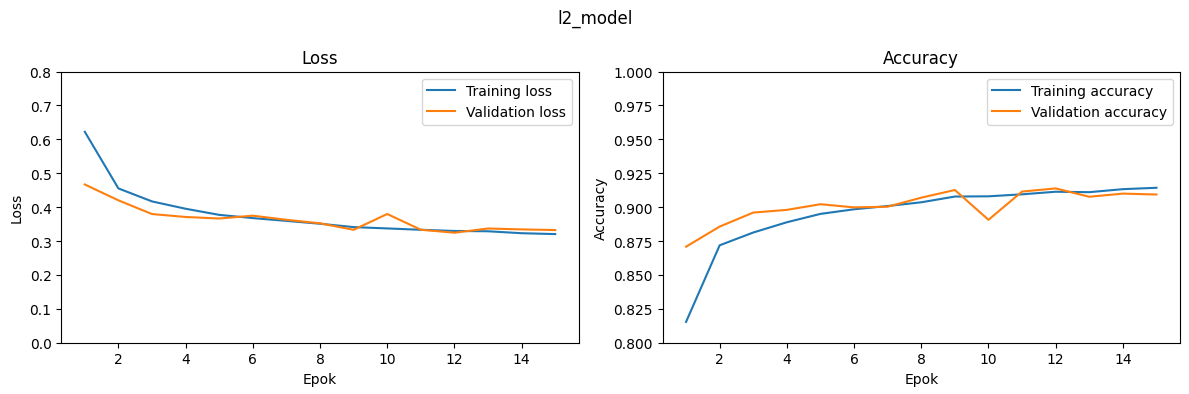 l2_model
Loss
0.8
0.7
0.6
0.5
0.4
0.3
0.2
0.1
0.0
Loss
Training loss
Validation loss
2 4 6 8 10 12 14
Epok
Accuracy
1.000
0.975
0.950
0.925
0.900
0.875
0.850
0.825
0.800
Accuracy
Training accuracy
Validation accuracy
2 4 6 8 10 12 14
Epok